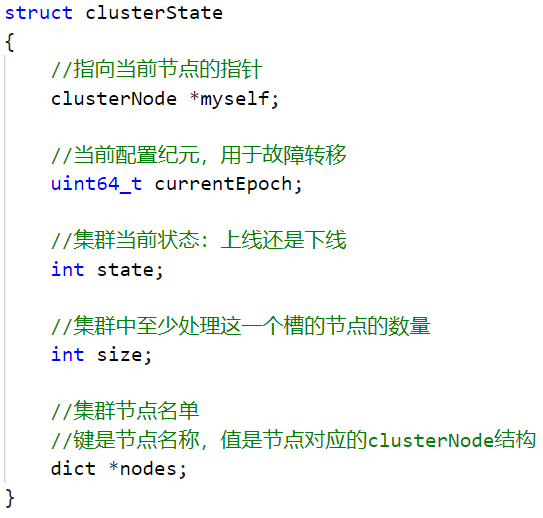 struct clusterState
{
//指向当前节点的指针
clusterNode *myself;
//当前配置纪元，用于故障转移
uint64_t currentEpoch;
//集群当前状态：上线还是下线
int state;
//集群中至少处理这一个槽的节点的数量
int size;
//集群节点名单
//键是节点名称，值是节点对应的clusterNode结构
dict *nodes;
}